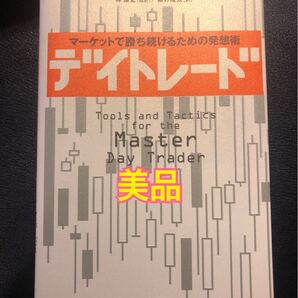 マーケットで勝ち続けるための発想術
デイトレード
Tools and Tactics
for the
Master
Day Trader
美品